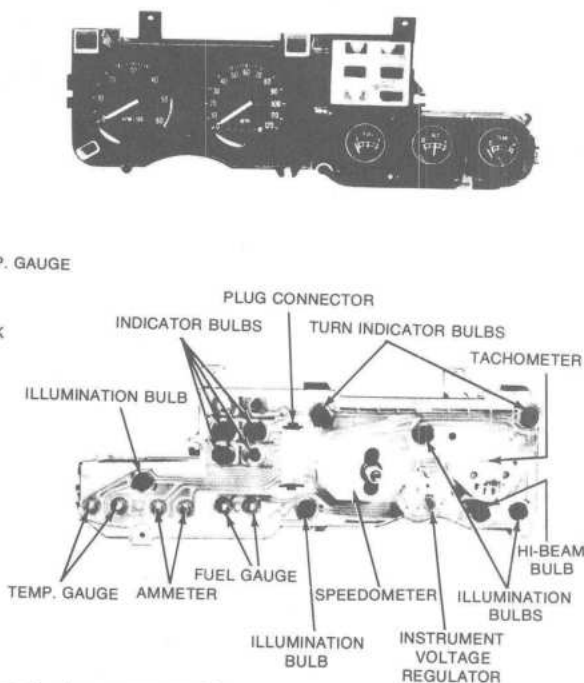 P. GAUGE
PLUG CONNECTOR
INDICATOR BULBS
TURN INDICATOR BULBS
K
TACHOMETER
ILLUMINATION BULB
HI-BEAM
BULB
FUEL GAUGE
TEMP. GAUGE
AMMETER
SPEEDOMETER
ILLUMINATION
BULBS
ILLUMINATION
BULB
INSTRUMENT
VOLTAGE
REGULATOR